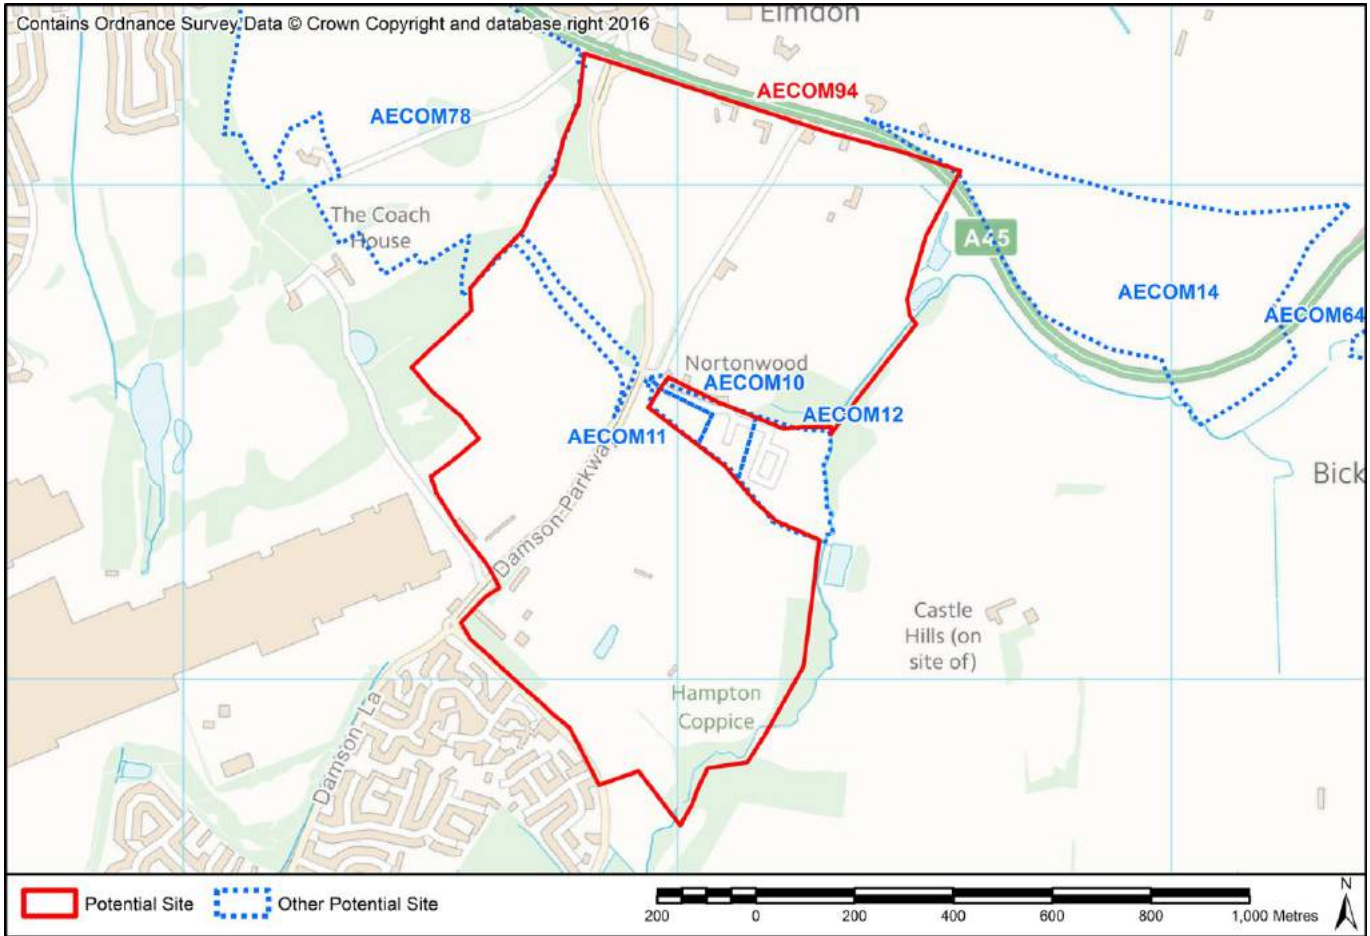 Contains Ordnance Survey Data © Crown Copyright and database right 2016
Elmdon
AECOM94
AECOM78
The Coach
House
A45
AECOM14
AECOM64
Nortonwood
AECOM10
AECOM12
AECOM11
Damson Parkway
Bick
Castle
Hills (on
site of)
Hampton
Coppice
Damson La
Potential Site
Other Potential Site
200 0 200 400 600 800 1,000 Metres
N